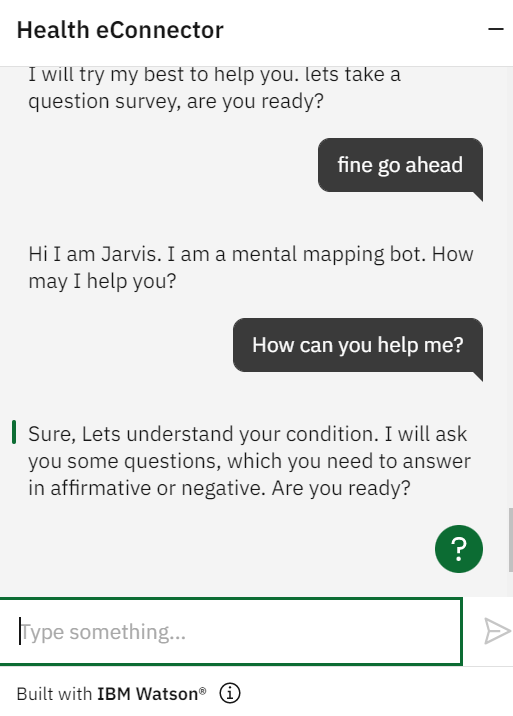 Health eConnector
I will try my best to help you. lets take a
question survey, are you ready?
fine go ahead
Hi I am Jarvis. I am a mental mapping bot. How
may I help you?
How can you help me?
Sure, Lets understand your condition. I will ask
you some questions, which you need to answer
in affirmative or negative. Are you ready?
?
Type something...
Built with IBM Watson®